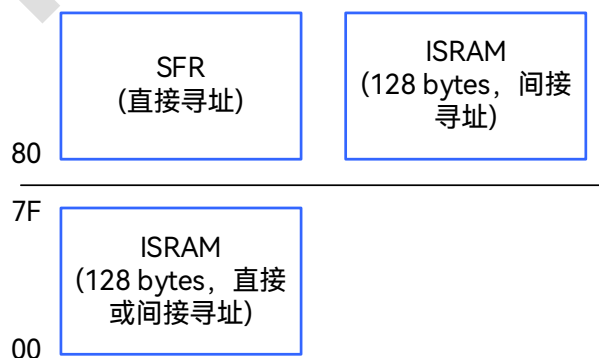 SFR
(直接寻址)
ISRAM
(128 bytes，间接
寻址)
80
7F
ISRAM
(128 bytes，直接
或间接寻址)
00